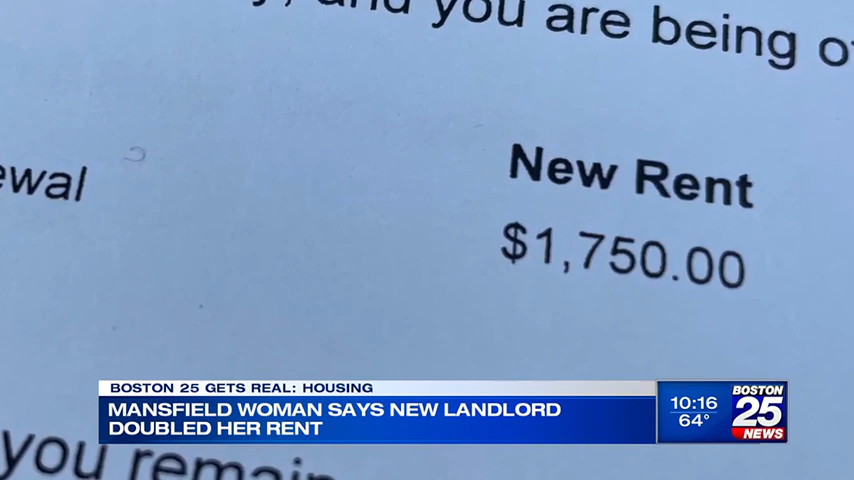 and you are being
New Rent
$1,750.00
BOSTON 25 GETS REAL: HOUSING
MANSFIELD WOMAN SAYS NEW LANDLORD
DOUBLED HER RENT
10:16
64°
BOSTON
25
NEWS
you remain